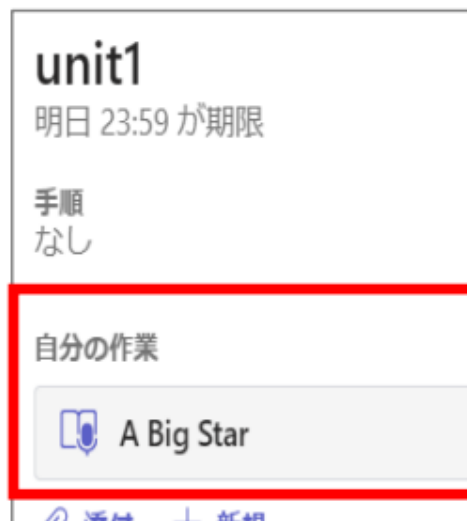 unit1
明日 23:59 が期限
手順
なし
自分の作業
A Big Star